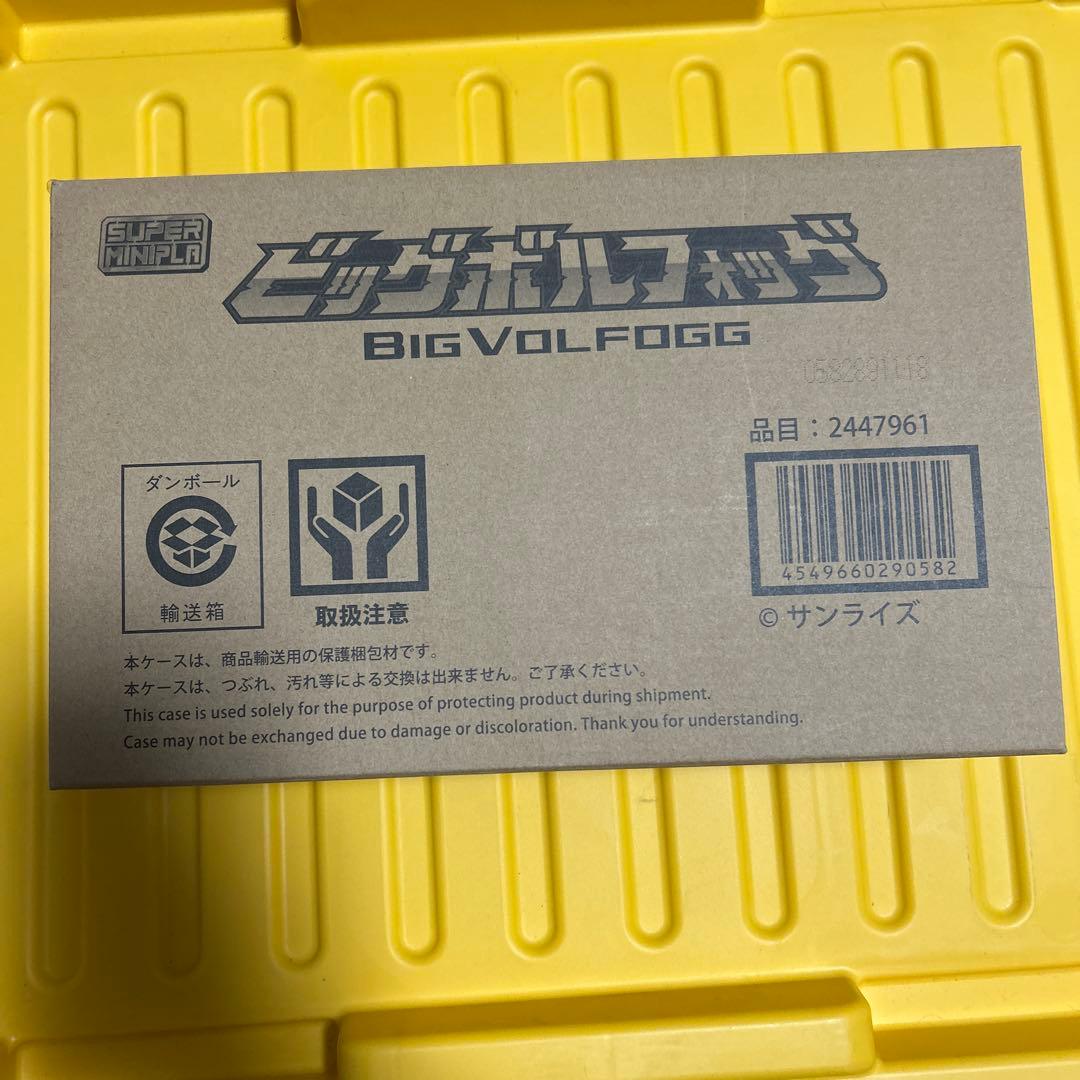 SUPER MINIPLA
ビッグボルフォッグ
BIG VOLFOGG
0582891118
品目：2447961
ダンボール
輸送箱
取扱注意
4549660290582
© サンライズ
本ケースは、商品輸送用の保護梱包材です。
本ケースは、つぶれ、汚れ等による交換は出来ません。ご了承ください。
This case is used solely for the purpose of protecting product during shipment.
Case may not be exchanged due to damage or discoloration. Thank you for understanding.